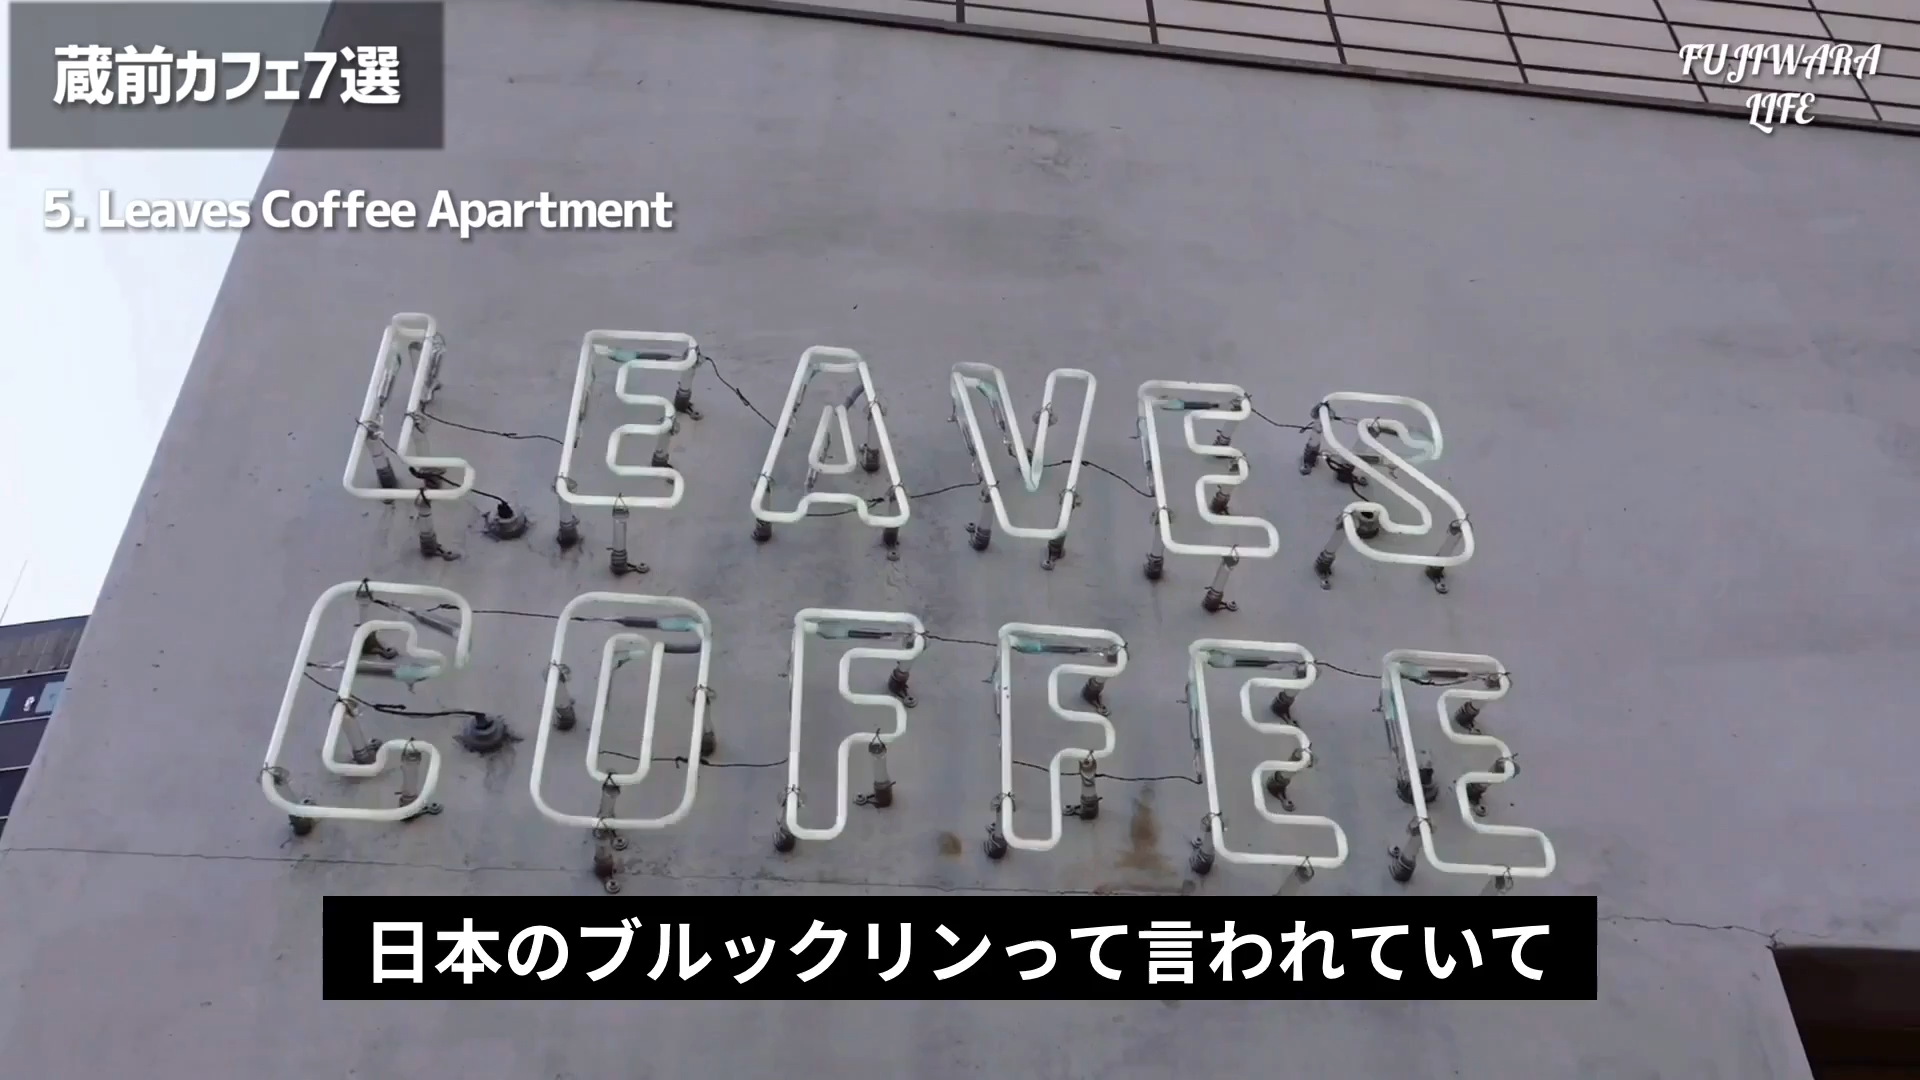 蔵前カフェ7選
FUJIWARA
LIFE
5. Leaves Coffee Apartment
LEAVES
COFFEE
日本のブルックリンって言われていて